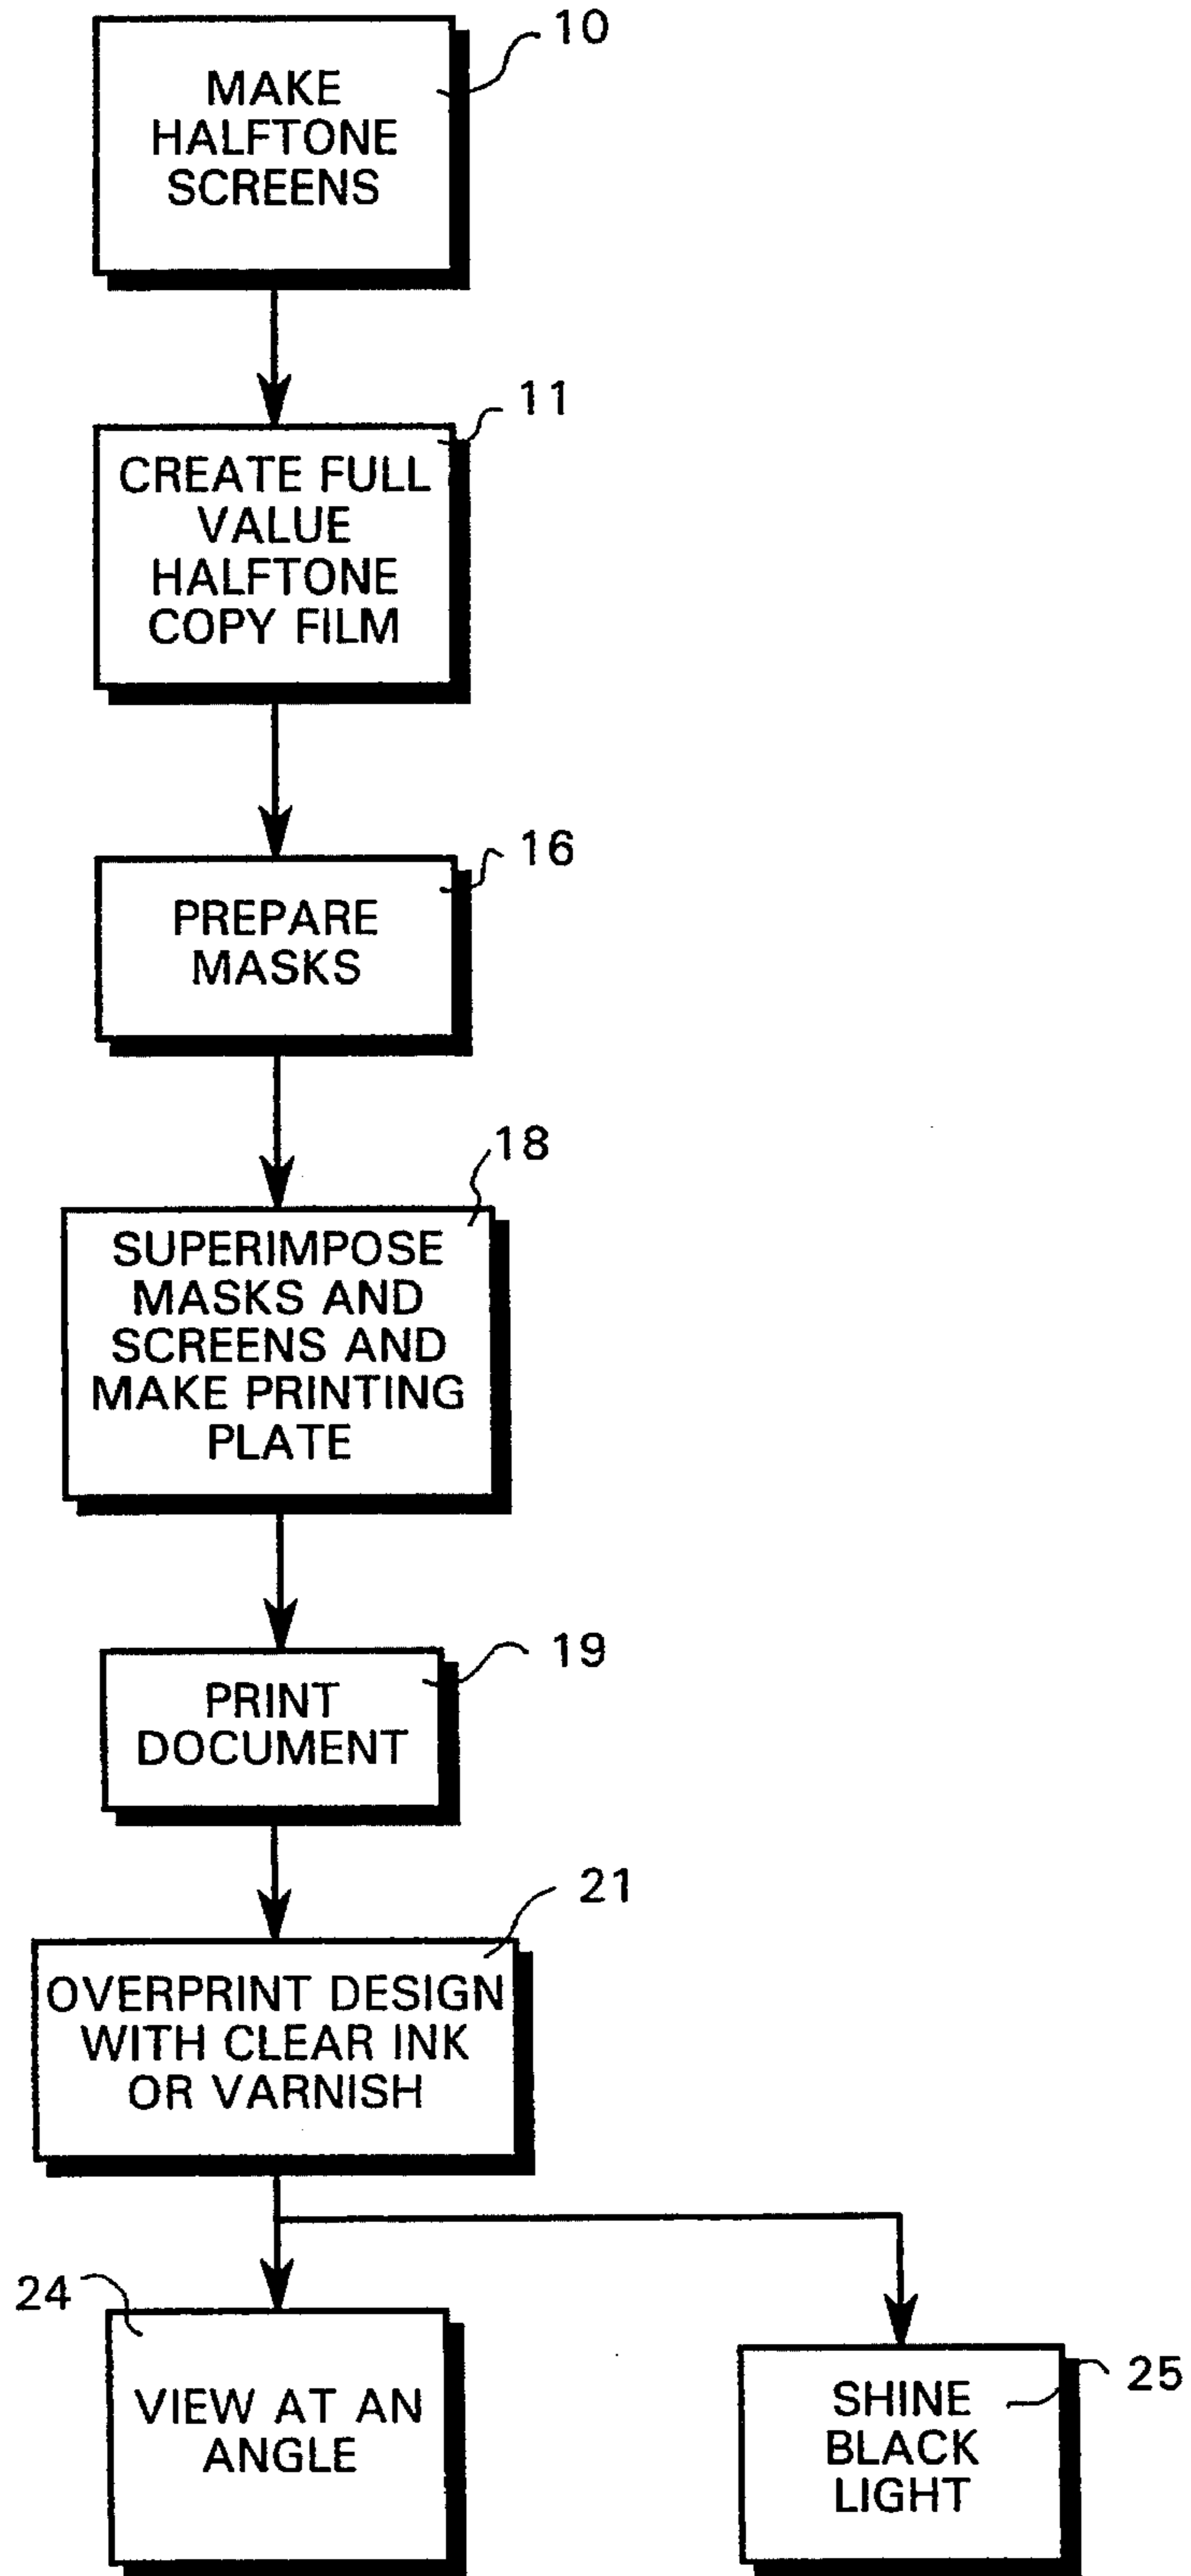 10
MAKE
HALFTONE
SCREENS
11
CREATE FULL
VALUE
HALFTONE
COPY FILM
16
PREPARE
MASKS
18
SUPERIMPOSE
MASKS AND
SCREENS AND
MAKE PRINTING
PLATE
19
PRINT
DOCUMENT
21
OVERPRINT DESIGN
WITH CLEAR INK
OR VARNISH
24
VIEW AT AN
ANGLE
25
SHINE
BLACK
LIGHT